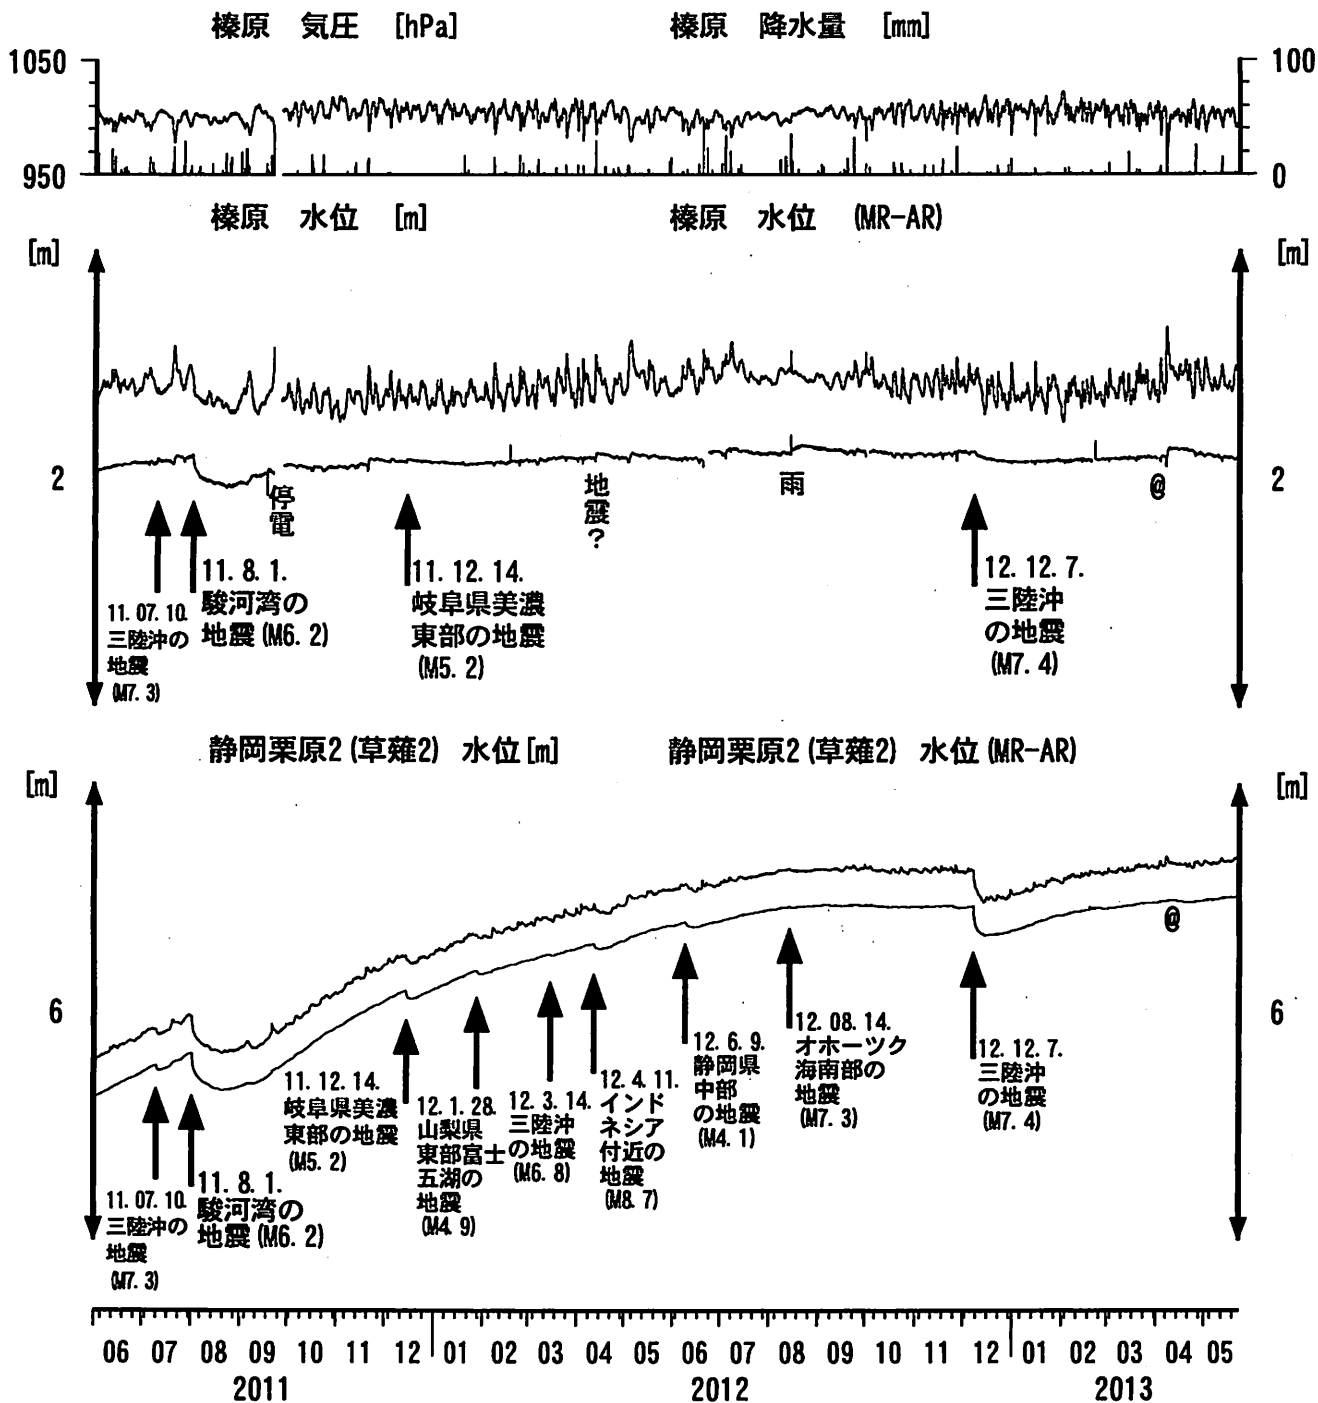 榛原 気圧 [hPa] 榛原 降水量 [mm]
1050 100
950 0
榛原 水位 [m] 榛原 水位 (MR-AR)
[m] [m]
2 2
停電
地震？
雨
@
11. 07. 10.
三陸沖の
地震
(M7. 3)
11. 8. 1.
駿河湾の
地震 (M6. 2)
11. 12. 14.
岐阜県美濃
東部の地震
(M5. 2)
12. 12. 7.
三陸沖
の地震
(M7. 4)
静岡栗原2 (草薙2) 水位 [m] 静岡栗原2 (草薙2) 水位 (MR-AR)
[m] [m]
6 6
@
11. 07. 10.
三陸沖の
地震
(M7. 3)
11. 8. 1.
駿河湾の
地震 (M6. 2)
11. 12. 14.
岐阜県美濃
東部の地震
(M5. 2)
12. 1. 28.
山梨県
東部富士
五湖の
地震
(M4. 9)
12. 3. 14.
三陸沖
の地震
(M6. 8)
12. 4. 11.
インド
ネシア
付近の
地震
(M8. 7)
12. 6. 9.
静岡県
中部
の地震
(M4. 1)
12. 08. 14.
オホーツク
海南部の
地震
(M7. 3)
12. 12. 7.
三陸沖
の地震
(M7. 4)
06 07 08 09 10 11 12 01 02 03 04 05 06 07 08 09 10 11 12 01 02 03 04 05
2011 2012 2013